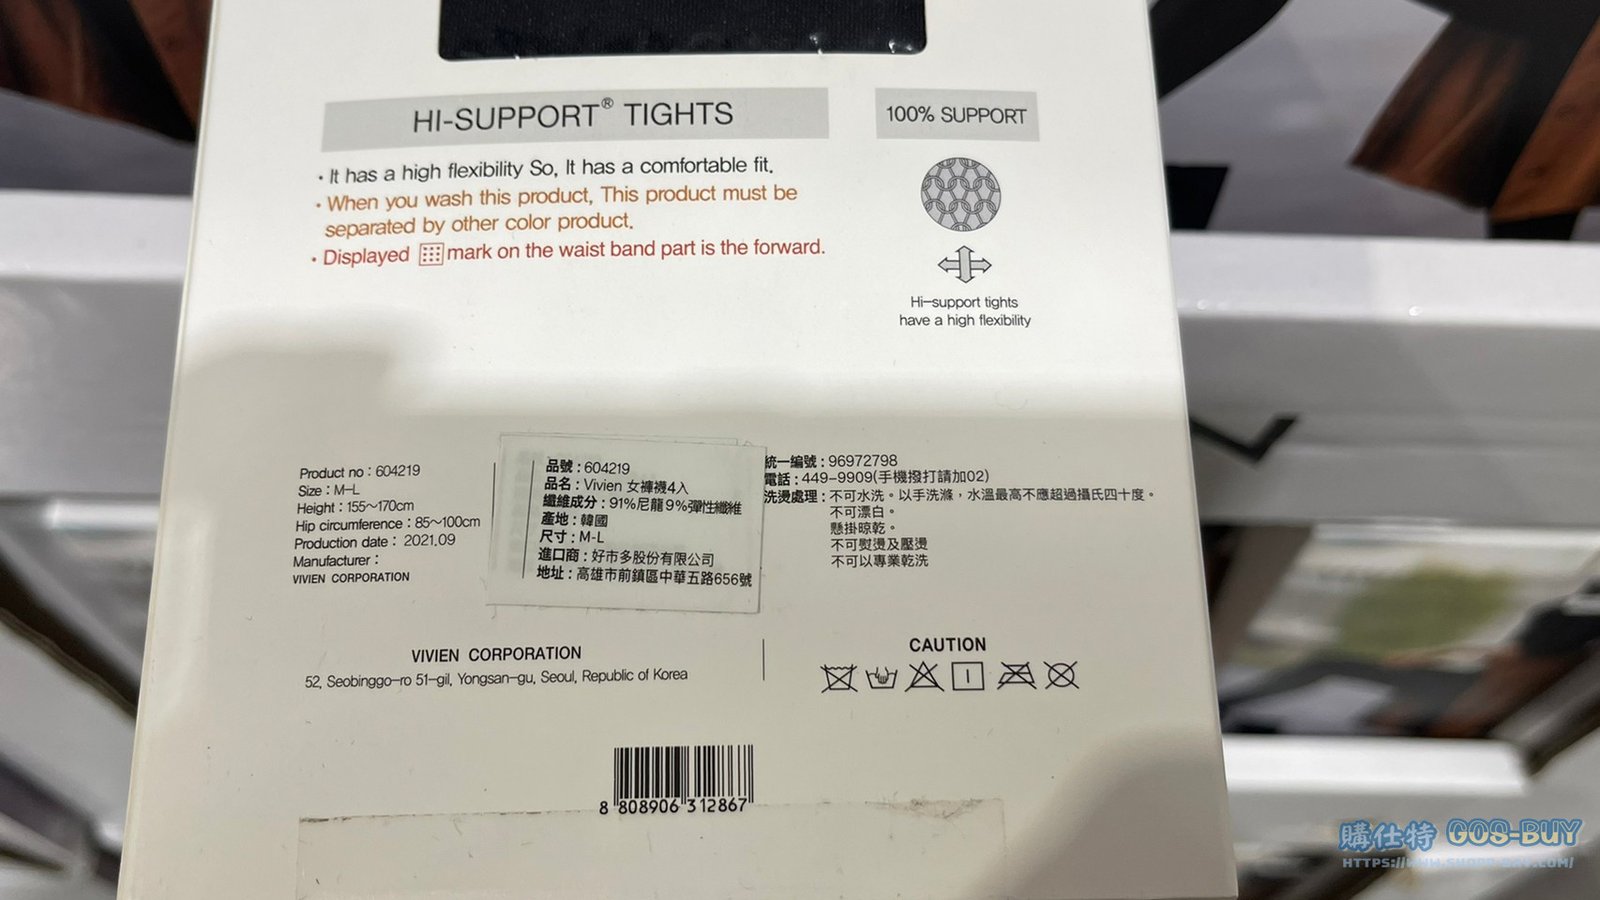 HI-SUPPORT® TIGHTS
· It has a high flexibility So, It has a comfortable fit.
· When you wash this product, This product must be
separated by other color product.
· Displayed mark on the waist band part is the forward.
100% SUPPORT
Hi-support tights
have a high flexibility
Product no : 604219
Size : M-L
Height : 155~170cm
Hip circumference : 85~100cm
Production date : 2021.09
Manufacturer :
VIVIEN CORPORATION
品號 : 604219
品名 : Vivien 女褲襪4入
纖維成分 : 91%尼龍 9%彈性纖維
產地 : 韓國
尺寸 : M-L
進口商 : 好市多股份有限公司
地址 : 高雄市前鎮區中華五路656號
統一編號 : 96972798
電話 : 449-9909(手機撥打請加02)
洗燙處理 : 不可水洗。以手洗滌，水溫最高不應超過攝氏四十度。
不可漂白。
懸掛晾乾。
不可熨燙及壓燙
不可以專業乾洗
VIVIEN CORPORATION
52, Seobinggo-ro 51-gil, Yongsan-gu, Seoul, Republic of Korea
CAUTION
8 808906 312867
購仕特 GOS-BUY